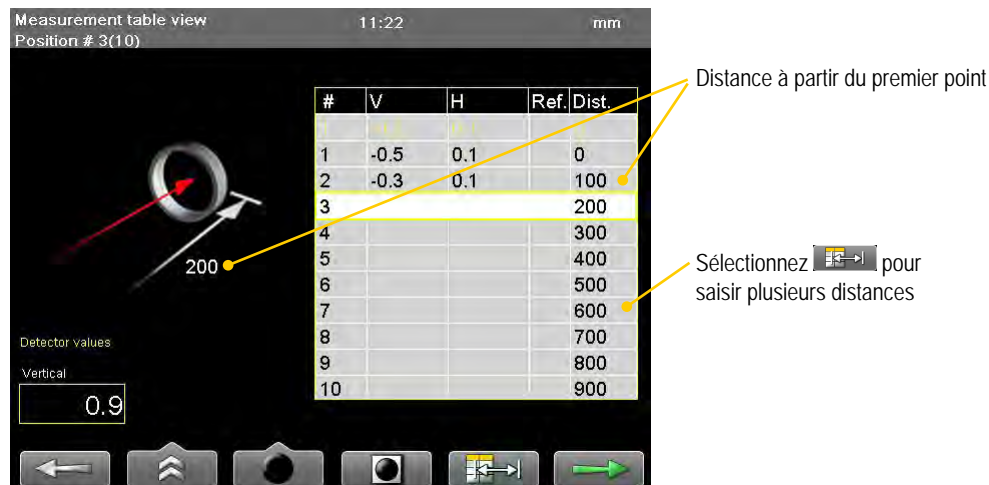 Measurement table view 11:22 mm
Position # 3(10)
Distance à partir du premier point
# V H Ref. Dist.
1 -0.5 0.1 0
2 -0.3 0.1 100
3 200
4 300
5 400
6 500
7 600
8 700
9 800
10 900
200
Sélectionnez pour
saisir plusieurs distances
Detector values
Vertical
0.9